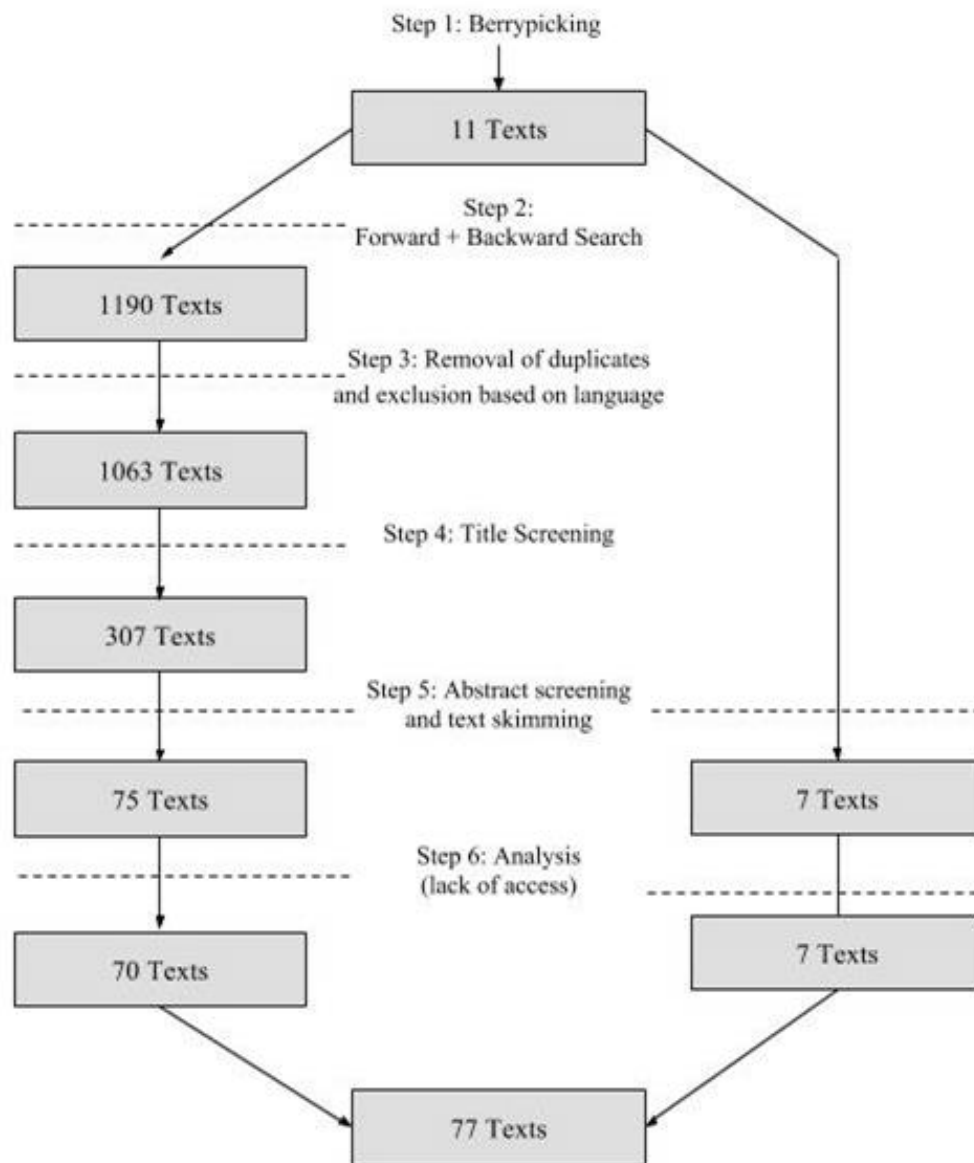 Step 1: Berrypicking
11 Texts
Step 2:
Forward + Backward Search
1190 Texts
Step 3: Removal of duplicates
and exclusion based on language
1063 Texts
Step 4: Title Screening
307 Texts
Step 5: Abstract screening
and text skimming
75 Texts
7 Texts
Step 6: Analysis
(lack of access)
70 Texts
7 Texts
77 Texts